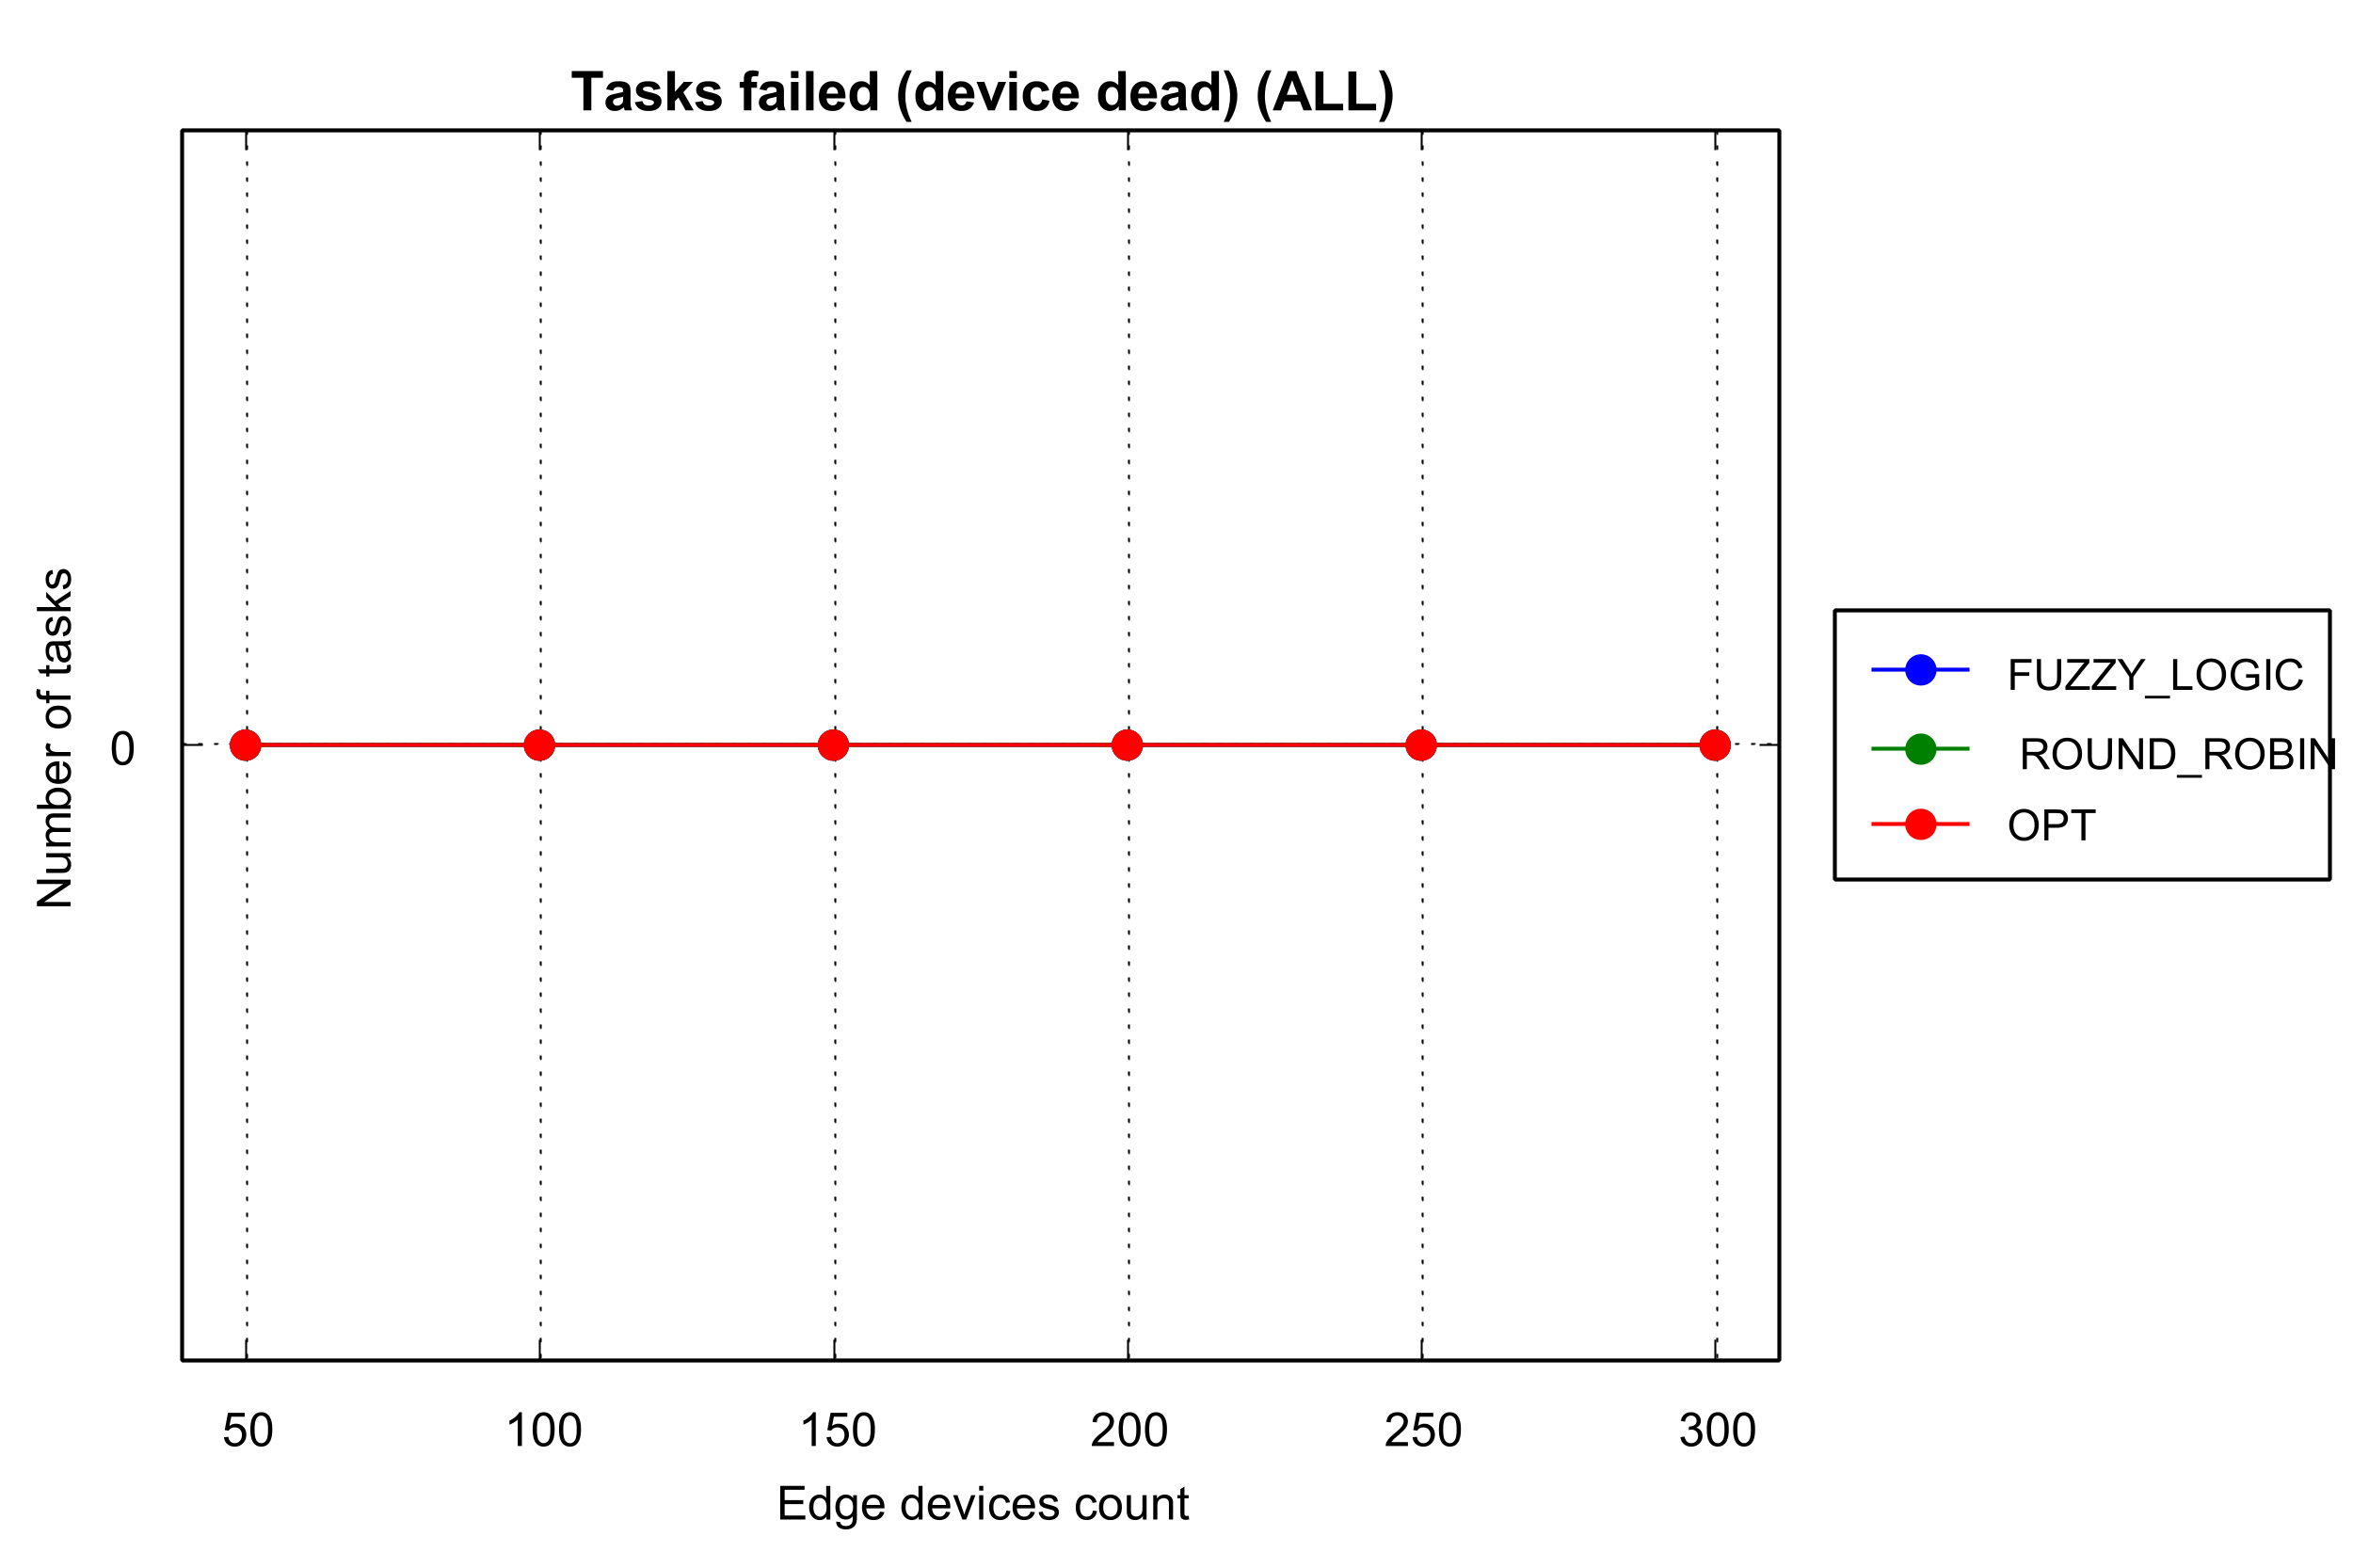 Tasks failed (device dead) (ALL)
Number of tasks
0
50 100 150 200 250 300
Edge devices count
FUZZY_LOGIC
ROUND_ROBIN
OPT